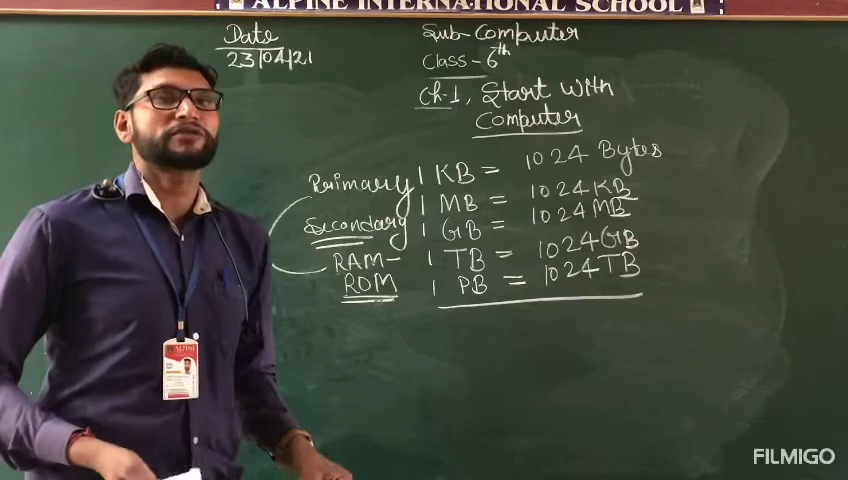 ALPINE INTERNATIONAL SCHOOL
Date
23/04/21
Sub-Computer
Class-6th
Ch-1, Start with
Computer
Primary
Secondary
RAM-
ROM
1 KB = 1024 Bytes
1 MB = 1024 KB
1 GB = 1024 MB
1 TB = 1024 GB
1 PB = 1024 TB
ALPINE
FILMIGO